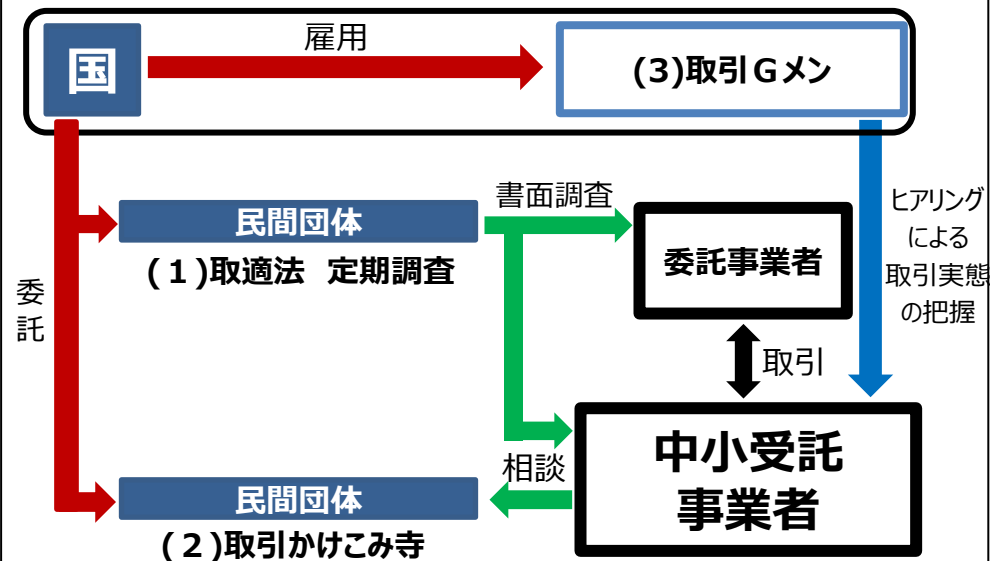 国
雇用
(3)取引Gメン
民間団体
(１)取適法　定期調査
書面調査
委託事業者
ヒアリング
による
取引実態
の把握
委
託
取引
中小受託
事業者
相談
民間団体
(２)取引かけこみ寺